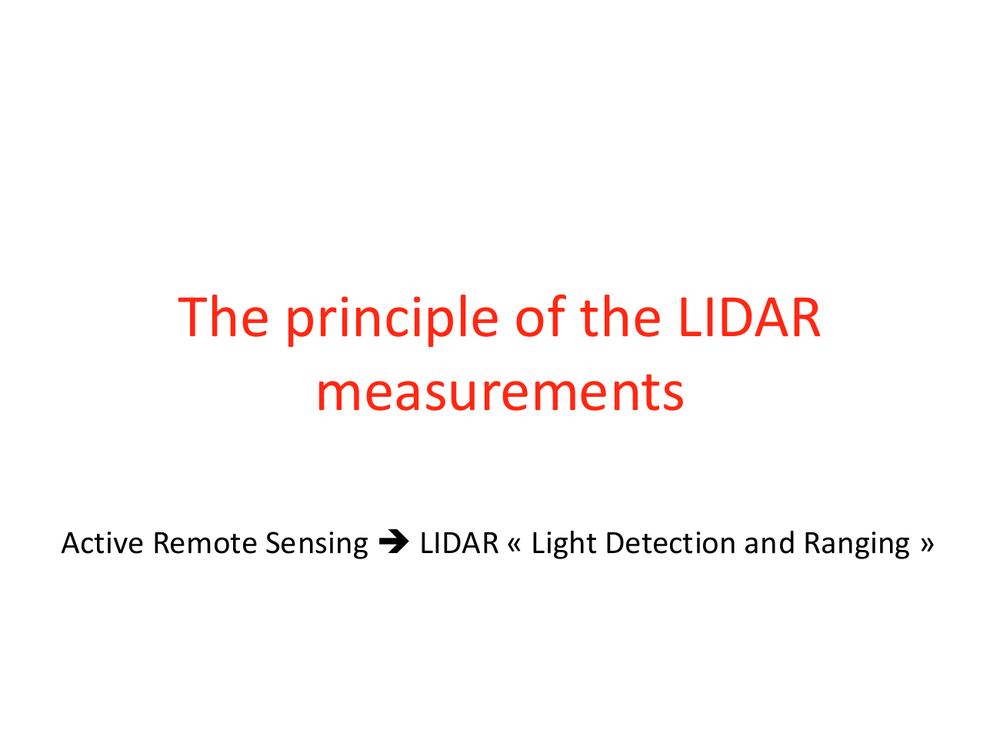 The principle of the LIDAR
measurements
Active Remote Sensing ➔ LIDAR « Light Detection and Ranging »